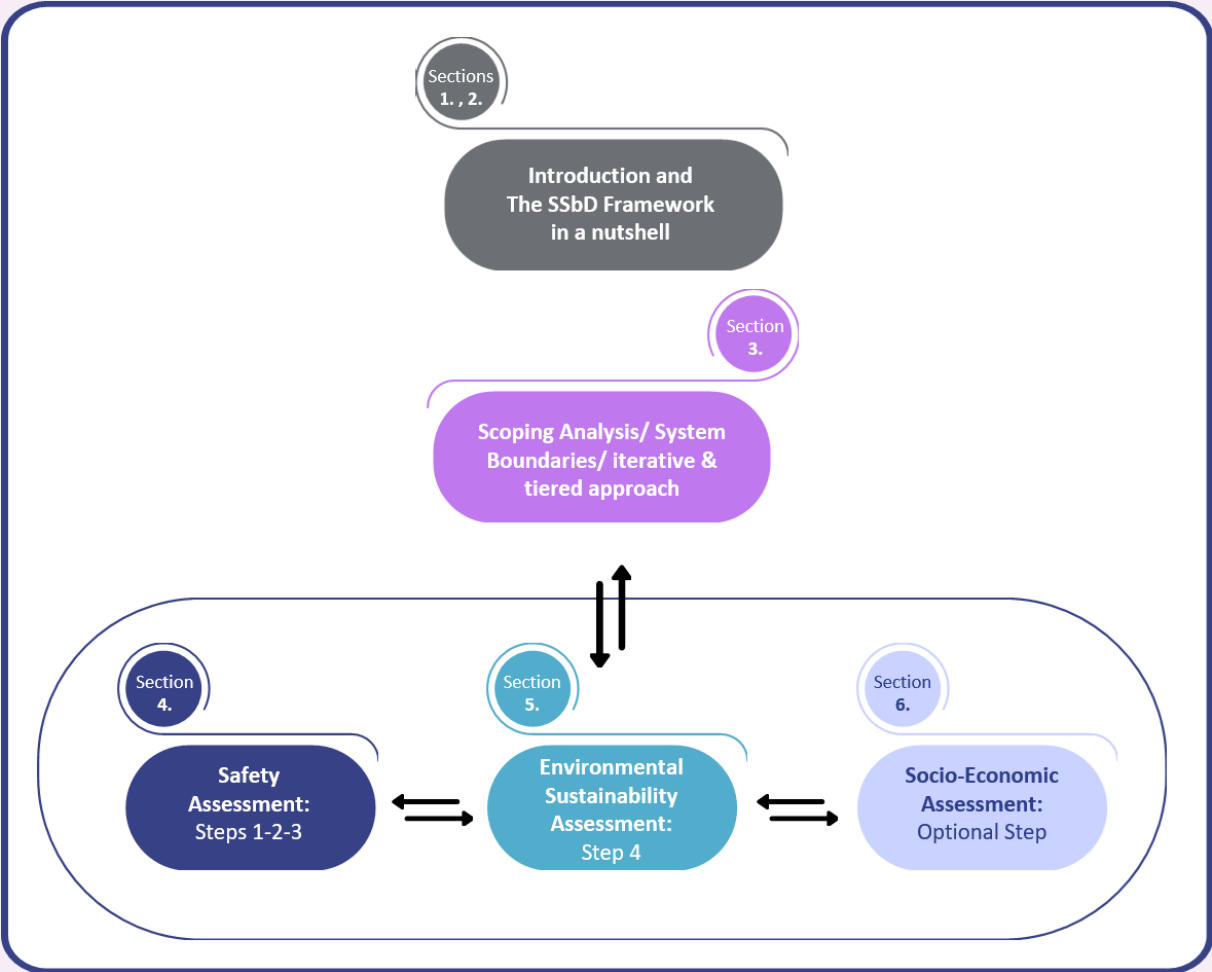 Sections
1. , 2.
Introduction and
The SSbD Framework
in a nutshell
Section
3.
Scoping Analysis/ System
Boundaries/ iterative &
tiered approach
Section
4.
Safety
Assessment:
Steps 1-2-3
Section
5.
Environmental
Sustainability
Assessment:
Step 4
Section
6.
Socio-Economic
Assessment:
Optional Step